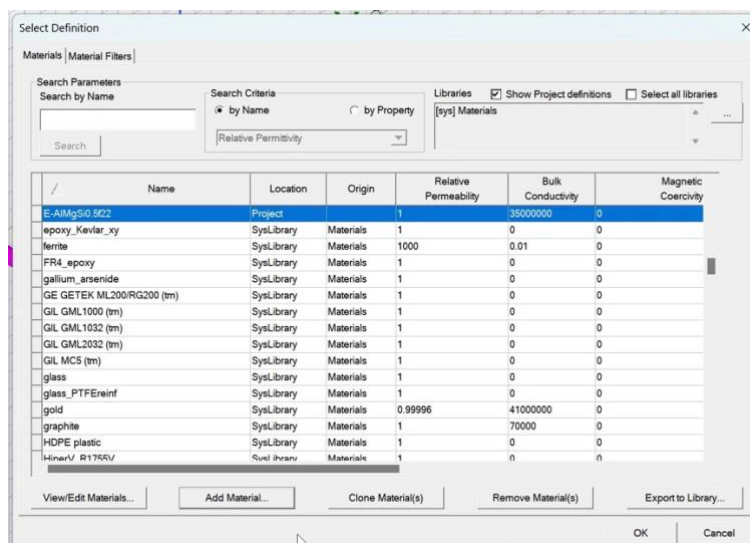 Select Definition
Materials Material Filters
Search Parameters
Search by Name
Search
Search Criteria
by Name by Property
Relative Permittivity
Libraries Show Project definitions Select all libraries
[sys] Materials
...
/ Name Location Origin Relative Permeability Bulk Conductivity Magnetic Coercivity
E-AlMgSi0.5f22 Project 1 35000000 0
epoxy_Kevlar_xy SysLibrary Materials 1 0 0
ferrite SysLibrary Materials 1000 0.01 0
FR4_epoxy SysLibrary Materials 1 0 0
gallium_arsenide SysLibrary Materials 1 0 0
GE GETEK ML200/RG200 (tm) SysLibrary Materials 1 0 0
GIL GML1000 (tm) SysLibrary Materials 1 0 0
GIL GML1032 (tm) SysLibrary Materials 1 0 0
GIL GML2032 (tm) SysLibrary Materials 1 0 0
GIL MC5 (tm) SysLibrary Materials 1 0 0
glass SysLibrary Materials 1 0 0
glass_PTFEreinf SysLibrary Materials 1 0 0
gold SysLibrary Materials 0.99996 41000000 0
graphite SysLibrary Materials 1 70000 0
HDPE plastic SysLibrary Materials 1 0 0
HiperV_R1755V SysLibrary Materials 1 0 0
View/Edit Materials... Add Material... Clone Material(s) Remove Material(s) Export to Library...
OK Cancel